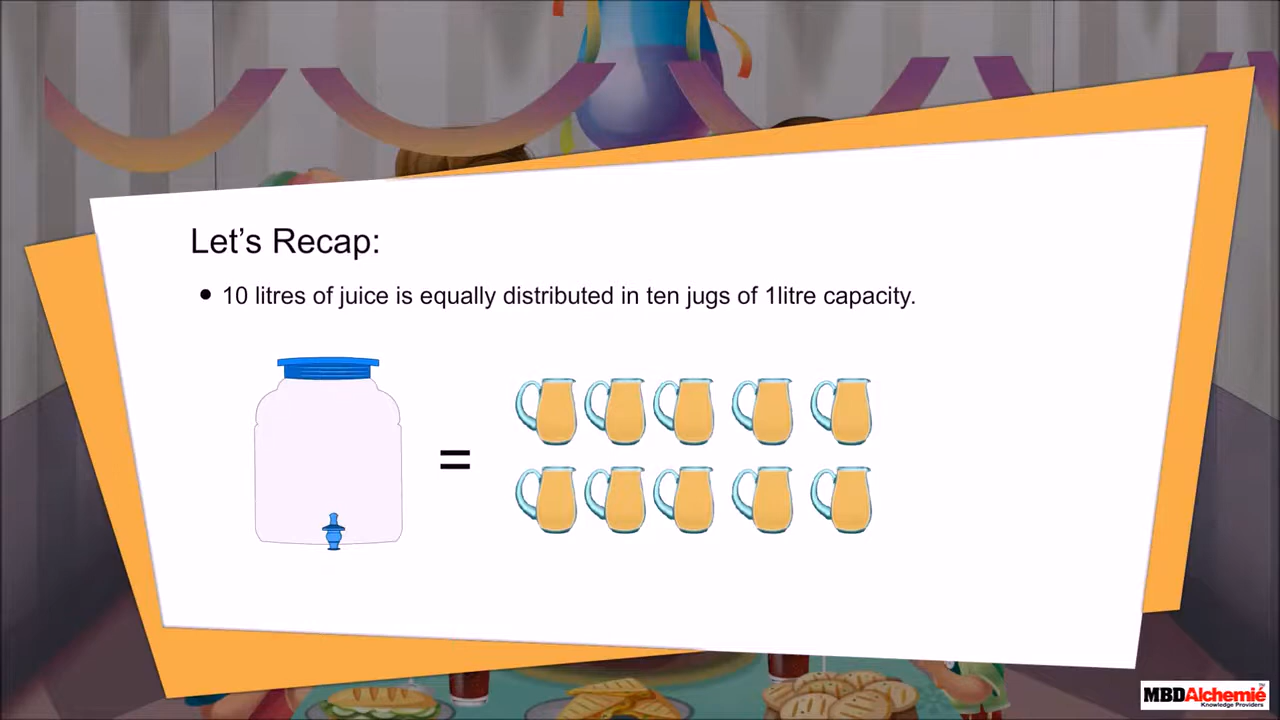 Let’s Recap:
● 10 litres of juice is equally distributed in ten jugs of 1litre capacity.
=
MBDAlchemie
Knowledge Providers